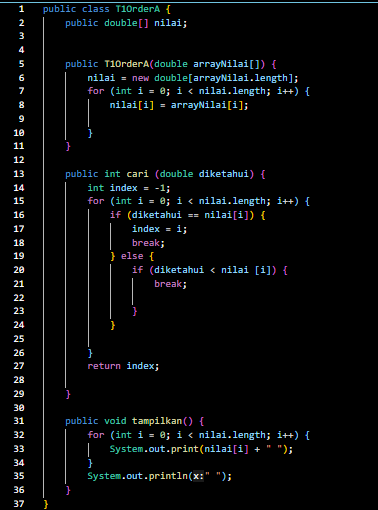 1 public class T1OrderA {
2 public double[] nilai;
3
4
5 public T1OrderA(double arrayNilai[]) {
6 nilai = new double[arrayNilai.length];
7 for (int i = 0; i < nilai.length; i++) {
8 nilai[i] = arrayNilai[i];
9
10 }
11 }
12
13 public int cari (double diketahui) {
14 int index = -1;
15 for (int i = 0; i < nilai.length; i++) {
16 if (diketahui == nilai[i]) {
17 index = i;
18 break;
19 } else {
20 if (diketahui < nilai [i]) {
21 break;
22
23 }
24 }
25
26 }
27 return index;
28
29 }
30
31 public void tampilkan() {
32 for (int i = 0; i < nilai.length; i++) {
33 System.out.print(nilai[i] + " ");
34 }
35 System.out.println(x:" ");
36 }
37 }